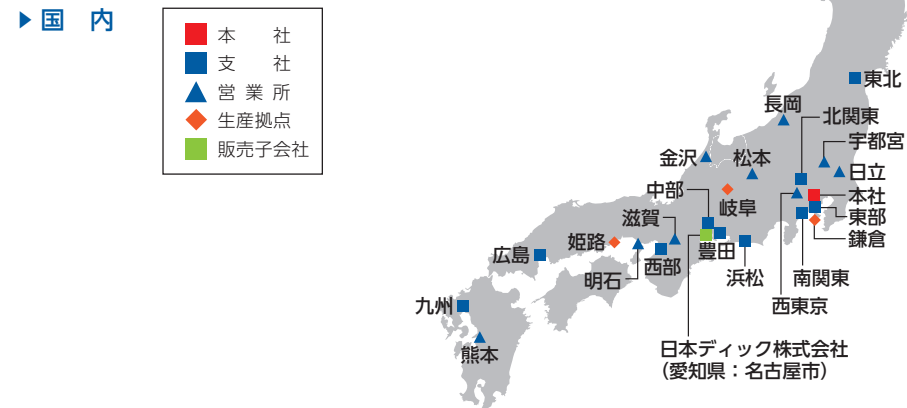 国 内
本 社
支 社
営 業 所
生産拠点
販売子会社
東北
長岡
北関東
宇都宮
金沢
松本
日立
中部
岐阜
本社
滋賀
東部
姫路
鎌倉
広島
豊田
西部
明石
浜松
南関東
九州
西東京
熊本
日本ディック株式会社
(愛知県：名古屋市)